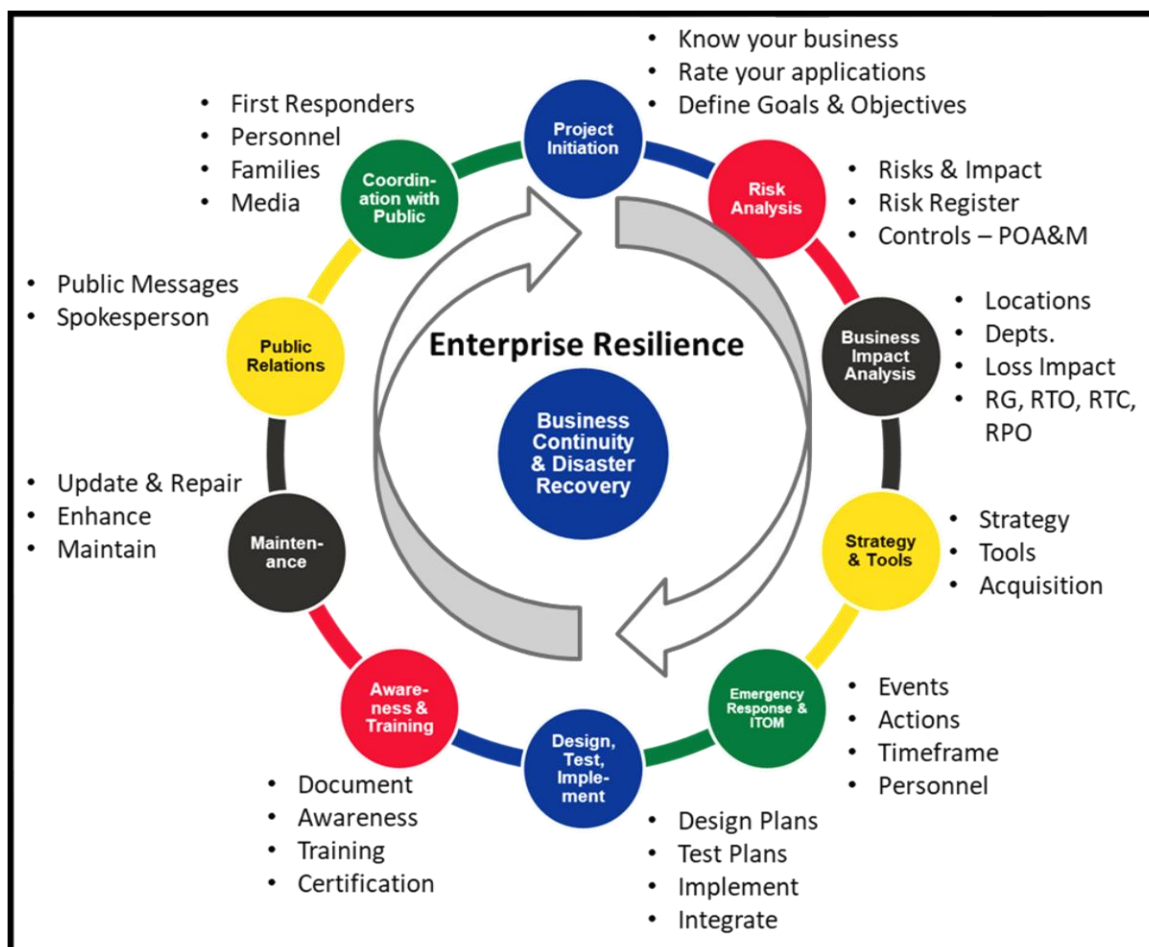 • Know your business
• Rate your applications
• Define Goals & Objectives
Project
Initiation
Risk
Analysis
• Risks & Impact
• Risk Register
• Controls – POA&M
Business
Impact
Analysis
• Locations
• Depts.
• Loss Impact
• RG, RTO, RTC,
RPO
Strategy
& Tools
• Strategy
• Tools
• Acquisition
Emergency
Response &
ITOM
• Events
• Actions
• Timeframe
• Personnel
Design,
Test,
Imple-
ment
• Design Plans
• Test Plans
• Implement
• Integrate
Aware-
ness &
Training
• Document
• Awareness
• Training
• Certification
Mainten-
ance
• Update & Repair
• Enhance
• Maintain
Public
Relations
• Public Messages
• Spokesperson
Coordin-
ation with
Public
• First Responders
• Personnel
• Families
• Media
Enterprise Resilience
Business
Continuity
& Disaster
Recovery